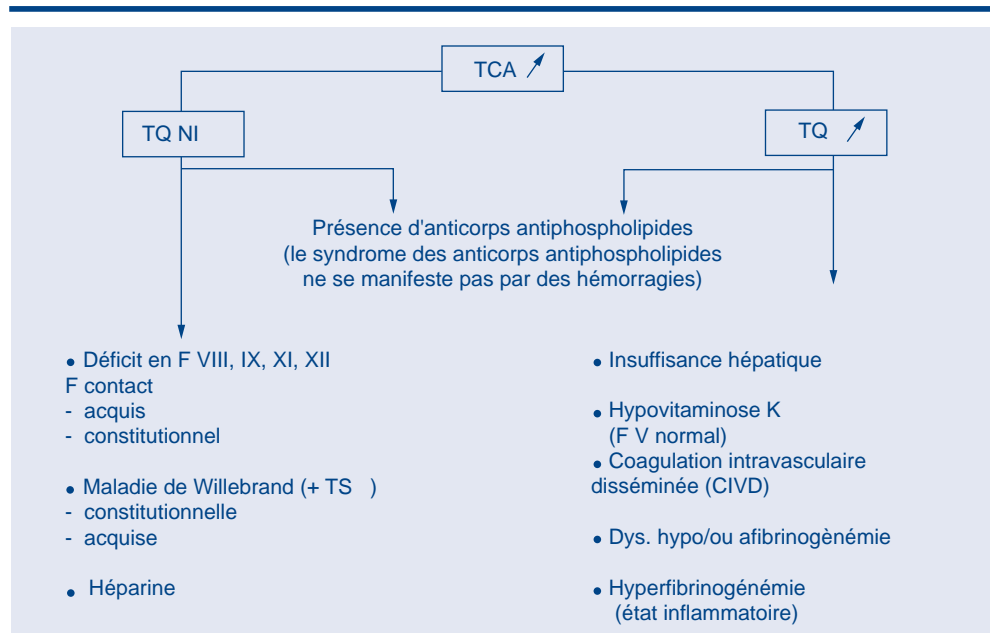 TCA
TQ NI
TQ
Présence d'anticorps antiphospholipides
(le syndrome des anticorps antiphospholipides
ne se manifeste pas par des hémorragies)
• Déficit en F VIII, IX, XI, XII
F contact
- acquis
- constitutionnel
• Maladie de Willebrand (+ TS )
- constitutionnelle
- acquise
• Héparine
• Insuffisance hépatique
• Hypovitaminose K
(F V normal)
• Coagulation intravasculaire
disséminée (CIVD)
• Dys. hypo/ou afibrinogènémie
• Hyperfibrinogénémie
(état inflammatoire)